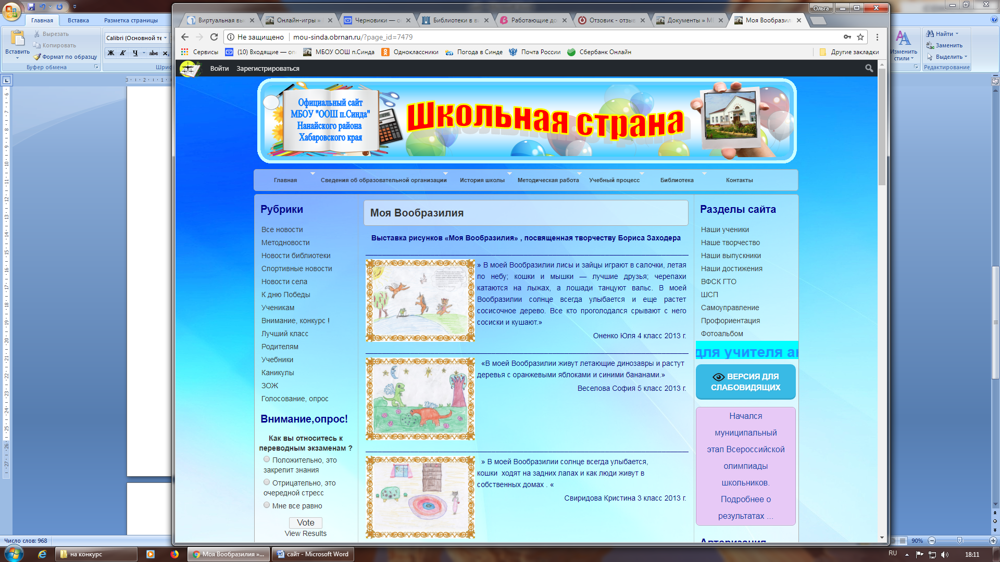 Главная
Вставка
Разметка страницы
Вставить
Вырезать
Копировать
Формат по образцу
Буфер обмена
Calibri (Основной те
Ж К Ч abc x₂
Шриф
Ольга
Виртуальная вы
Онлайн-игры »
Черновики — о
Библиотеки в в
Работающие до
Отзовик - отзыв
Документы » М
Моя Вообразил
Не защищено
mou-sinda.obrnan.ru/?page_id=7479
Сервисы
(10) Входящие — on
МБОУ ООШ п.Синда
Одноклассники
Погода в Синде
Почта России
Сбербанк Онлайн
Другие закладки
Изменить
стили
Найти
Заменить
Выделить
Редактирование
Войти
Зарегистрироваться
Официальный сайт
МБОУ "ООШ п.Синда"
Нанайского района
Хабаровского края
Школьная страна
Главная
Сведения об образовательной организации
История школы
Методическая работа
Учебный процесс
Библиотека
Контакты
Рубрики
Все новости
Методновости
Новости библиотеки
Спортивные новости
Новости села
К дню Победы
Ученикам
Внимание, конкурс !
Лучший класс
Родителям
Учебники
Каникулы
ЗОЖ
Голосование, опрос
Внимание,опрос!
Как вы относитесь к
переводным экзаменам ?
Положительно, это
закрепит знания
Отрицательно, это
очередной стресс
Мне все равно
Vote
View Results
Моя Вообразилия
Выставка рисунков «Моя Вообразилия» , посвященная творчеству Бориса Заходера
» В моей Вообразилии лисы и зайцы играют в салочки, летая
по небу; кошки и мышки — лучшие друзья; черепахи
катаются на лыжах, а лошади танцуют вальс. В моей
Вообразилии солнце всегда улыбается и еще растет
сосисочное дерево. Все кто проголодался срывают с него
сосиски и кушают.»
Оненко Юля 4 класс 2013 г.
«В моей Вообразилии живут летающие динозавры и растут
деревья с оранжевыми яблоками и синими бананами.»
Веселова София 5 класс 2013 г.
» В моей Вообразилии солнце всегда улыбается,
кошки ходят на задних лапах и как люди живут в
собственных домах . «
Свиридова Кристина 3 класс 2013 г.
Разделы сайта
Наши ученики
Наше творчество
Наши выпускники
Наши достижения
ВФСК ГТО
ШСП
Самоуправление
Профориентация
Фотоальбом
для учителя ан
ВЕРСИЯ ДЛЯ
СЛАБОВИДЯЩИХ
Начался
муниципальный
этап Всероссийской
олимпиады
школьников.
Подробнее о
результатах ...
Авторизация
Число слов: 968
90%
на конкурс
Моя Вообразилия »...
сайт - Microsoft Word
RU
18:11